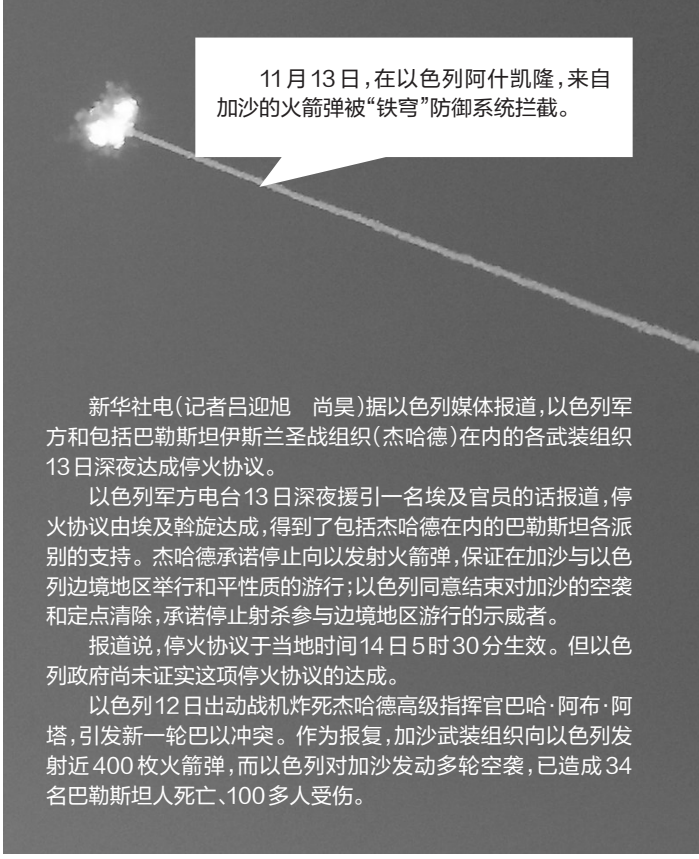 11月13日，在以色列阿什凯隆，来自
加沙的火箭弹被“铁穹”防御系统拦截。
新华社电（记者吕迎旭　尚昊）据以色列媒体报道，以色列军
方和包括巴勒斯坦伊斯兰圣战组织（杰哈德）在内的各武装组织
13日深夜达成停火协议。
以色列军方电台13日深夜援引一名埃及官员的话报道，停
火协议由埃及斡旋达成，得到了包括杰哈德在内的巴勒斯坦各派
别的支持。杰哈德承诺停止向以发射火箭弹，保证在加沙与以色
列边境地区举行和平性质的游行；以色列同意结束对加沙的空袭
和定点清除，承诺停止射杀参与边境地区游行的示威者。
报道说，停火协议于当地时间14日5时30分生效。但以色
列政府尚未证实这项停火协议的达成。
以色列12日出动战机炸死杰哈德高级指挥官巴哈·阿布·阿
塔，引发新一轮巴以冲突。作为报复，加沙武装组织向以色列发
射近400枚火箭弹，而以色列对加沙发动多轮空袭，已造成34
名巴勒斯坦人死亡、100多人受伤。